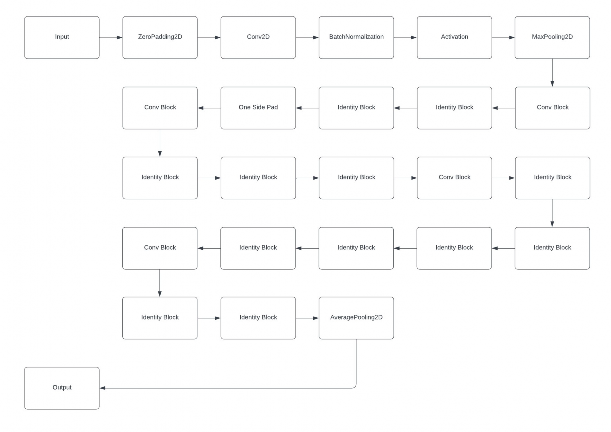 Input
ZeroPadding2D
Conv2D
BatchNormalization
Activation
MaxPooling2D
Conv Block
Identity Block
Identity Block
One Side Pad
Conv Block
Identity Block
Identity Block
Identity Block
Conv Block
Identity Block
Identity Block
Identity Block
Identity Block
Identity Block
Conv Block
Identity Block
Identity Block
AveragePooling2D
Output